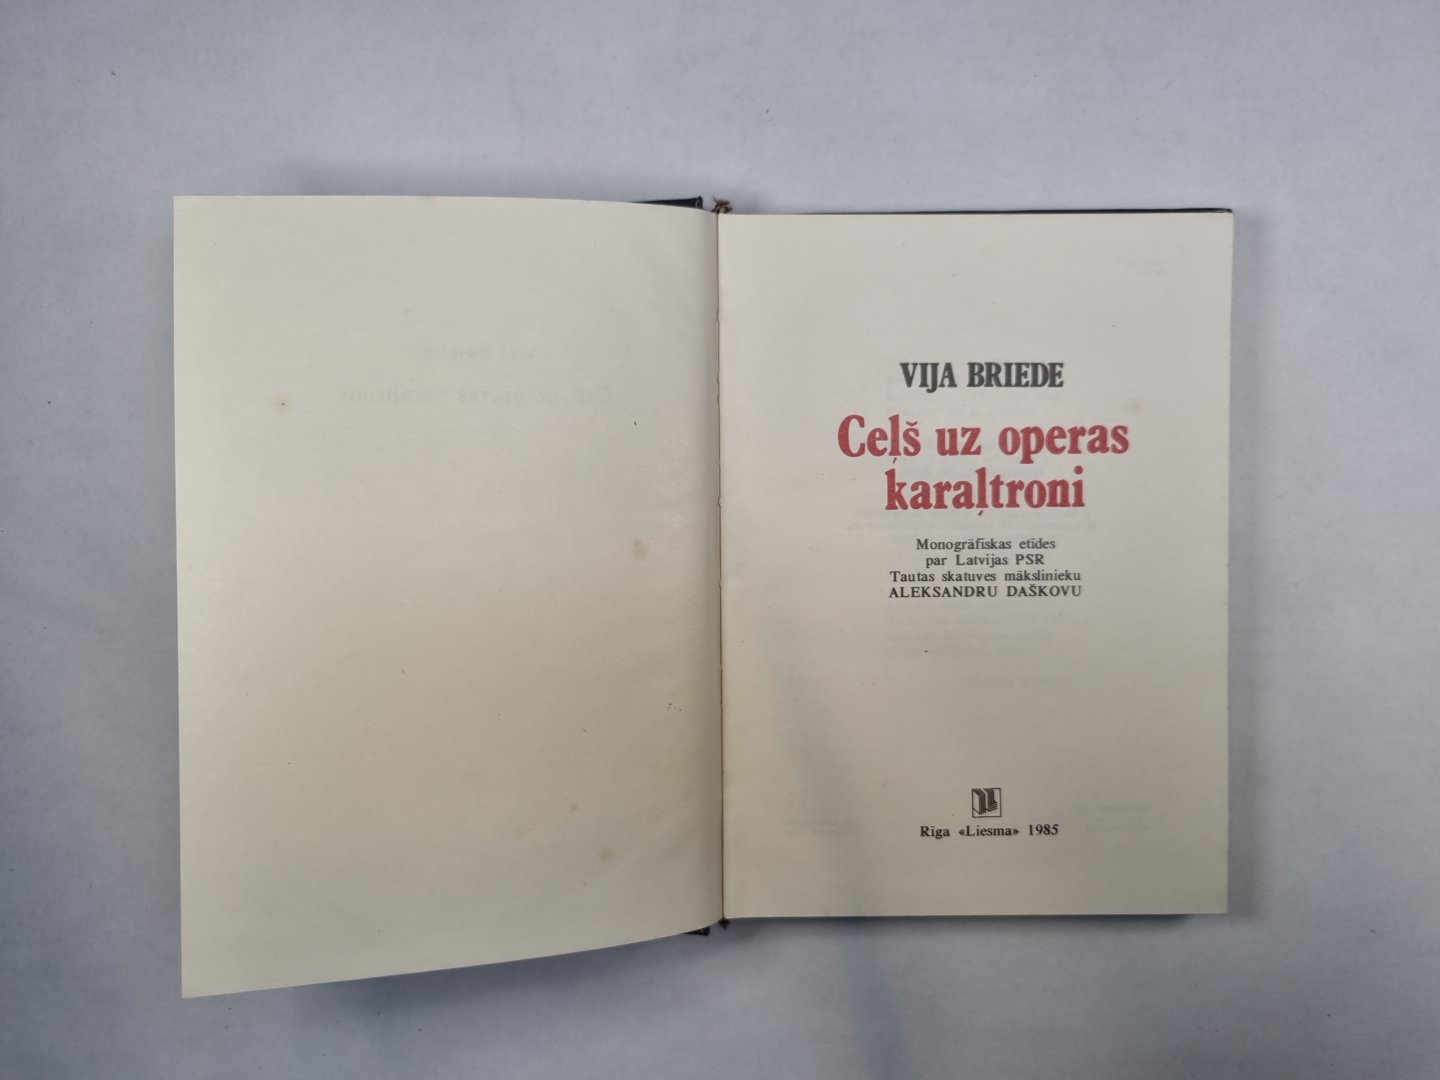 VIJA BRIEDE
Ceļš uz operas
karaļtroni
Monogrāfiskas etīdes
par Latvijas PSR
Tautas skatuves mākslinieku
ALEKSANDRU DAŠKOVU
Rīga «Liesma» 1985